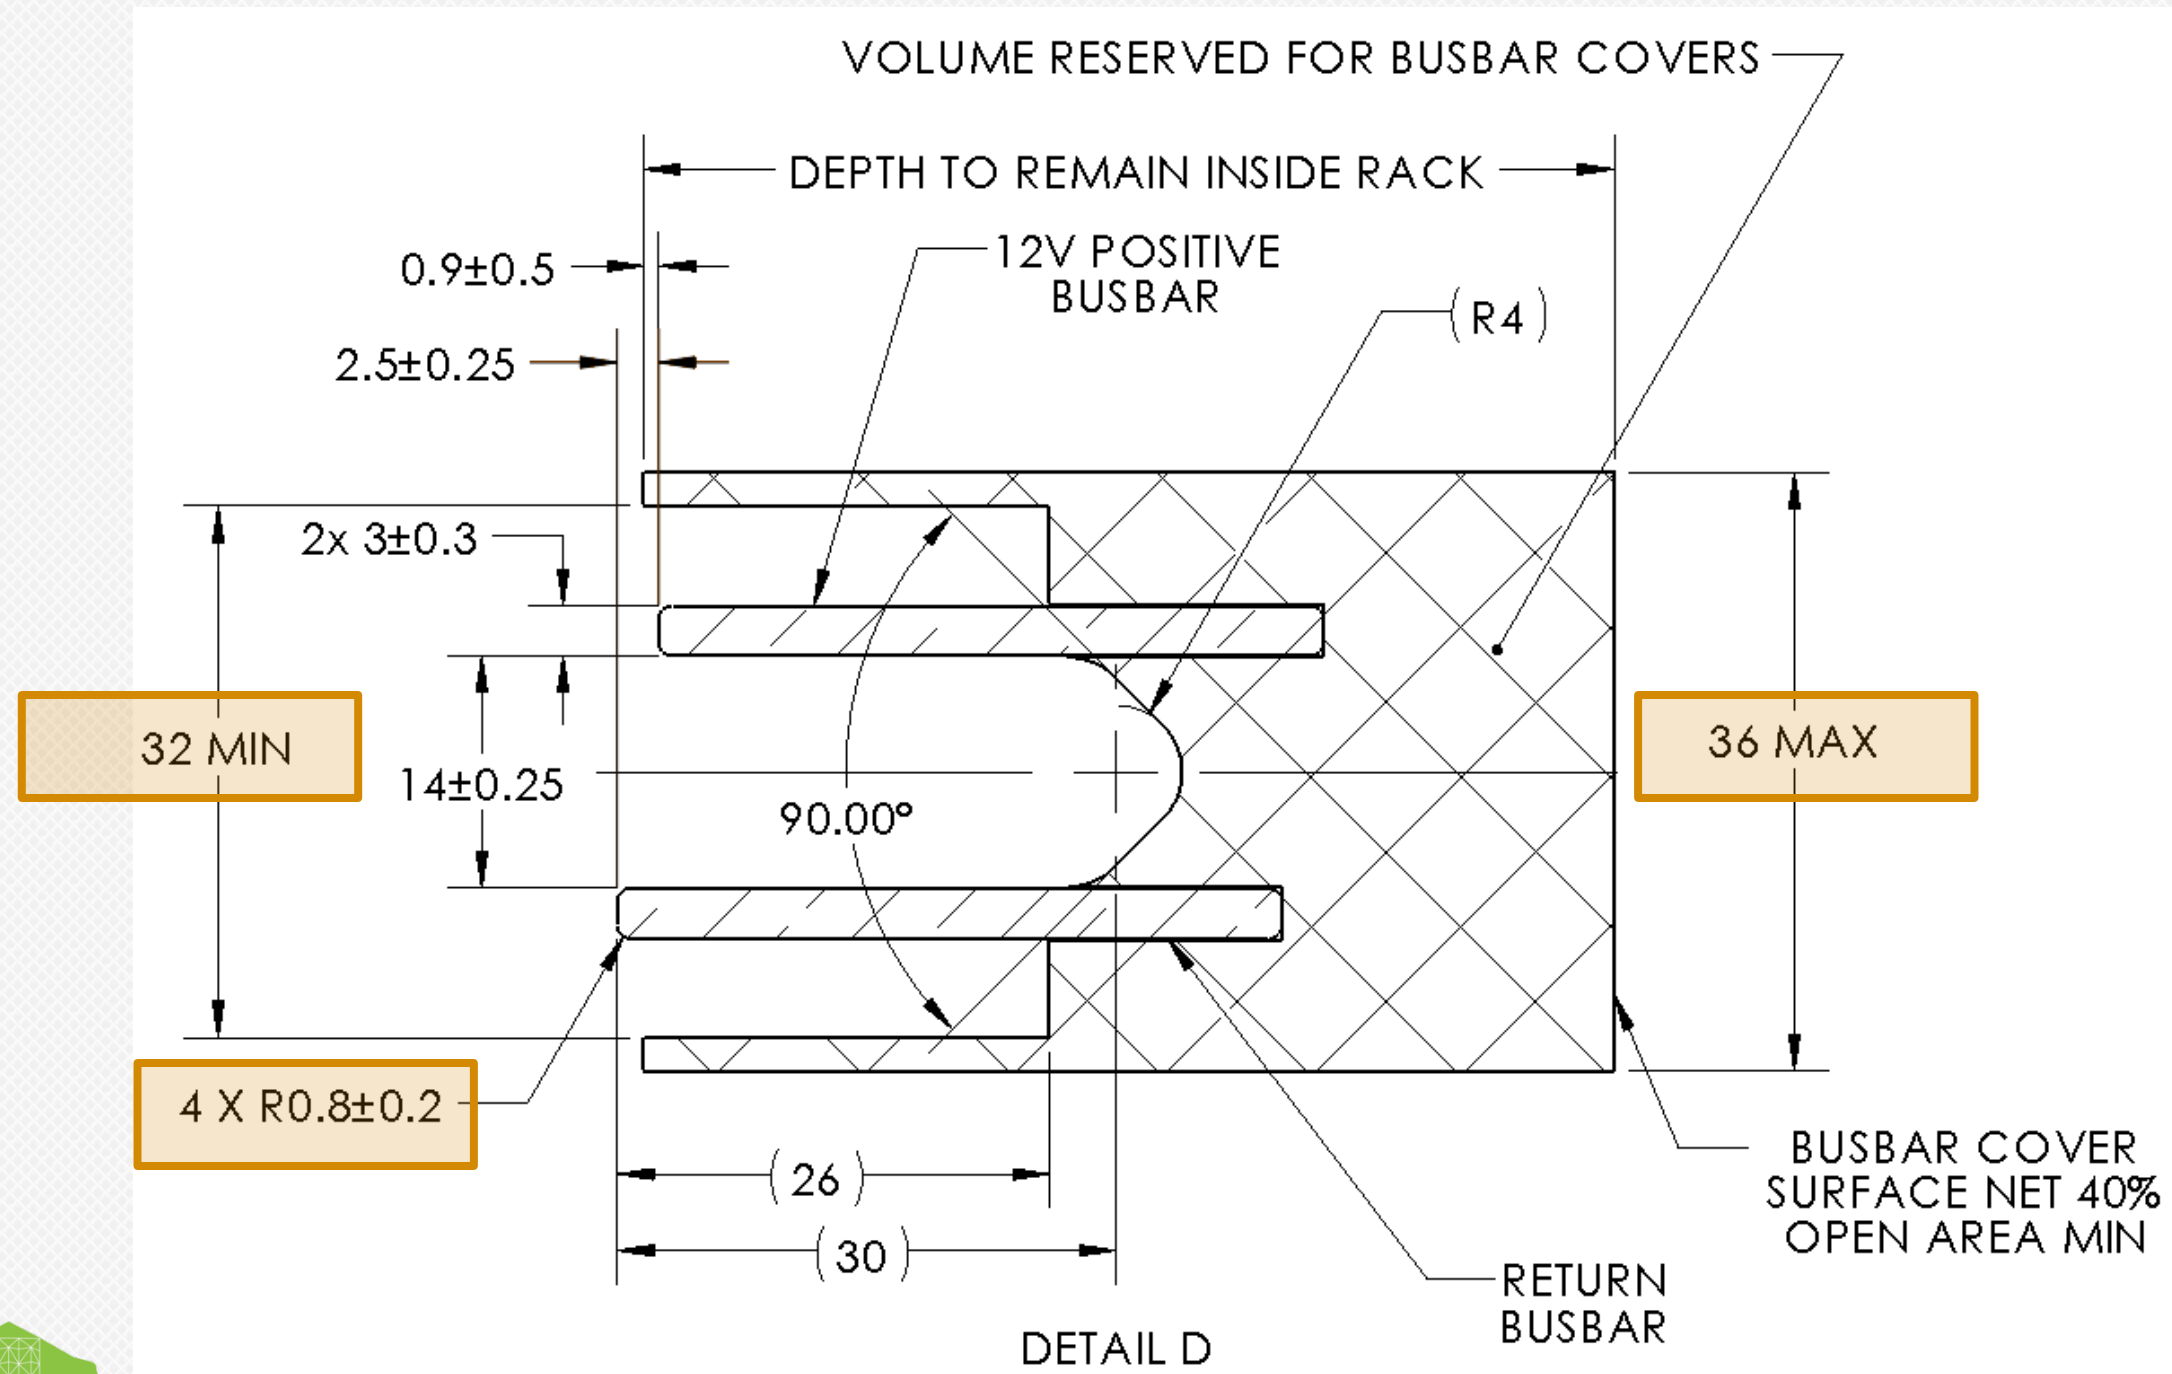 VOLUME RESERVED FOR BUSBAR COVERS
DEPTH TO REMAIN INSIDE RACK
12V POSITIVE
BUSBAR
0.9±0.5
(R4)
2.5±0.25
2x 3±0.3
32 MIN
36 MAX
14±0.25
90.00°
4 X R0.8±0.2
(26)
(30)
BUSBAR COVER
SURFACE NET 40%
OPEN AREA MIN
RETURN
BUSBAR
DETAIL D